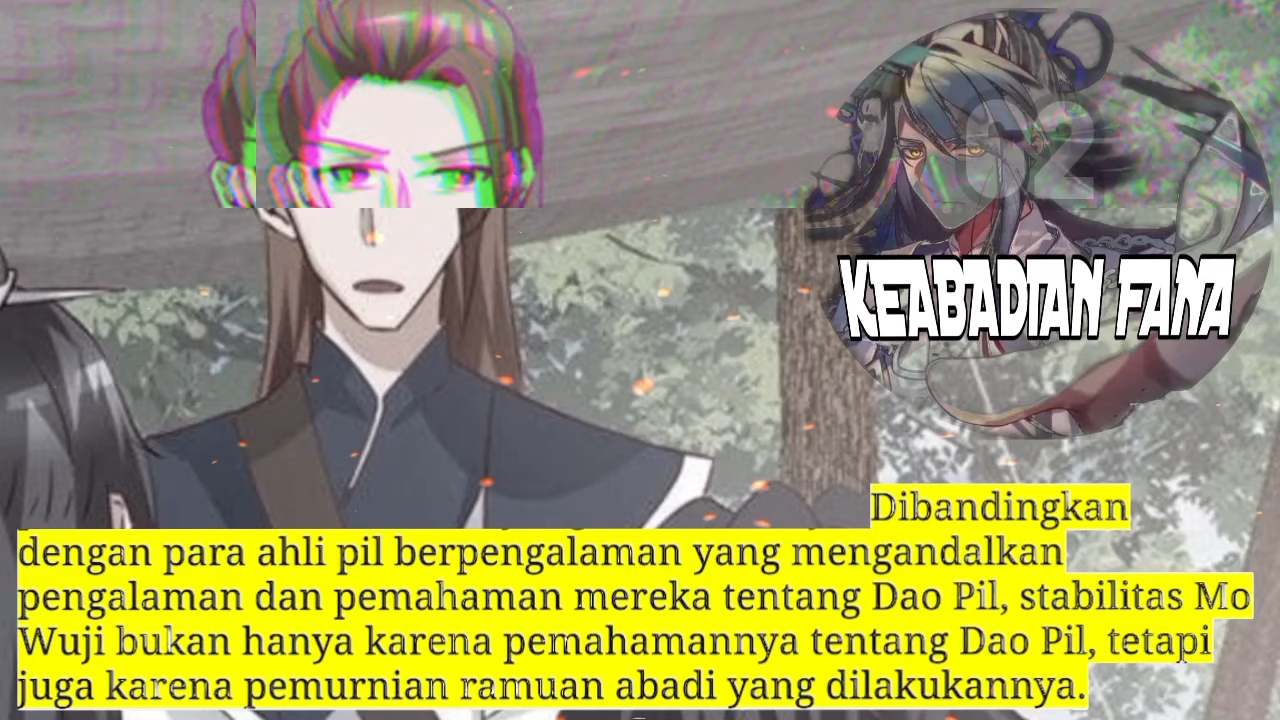 82
KEABADIAN FANA
Dibandingkan
dengan para ahli pil berpengalaman yang mengandalkan
pengalaman dan pemahaman mereka tentang Dao Pil, stabilitas Mo
Wuji bukan hanya karena pemahamannya tentang Dao Pil, tetapi
juga karena pemurnian ramuan abadi yang dilakukannya.